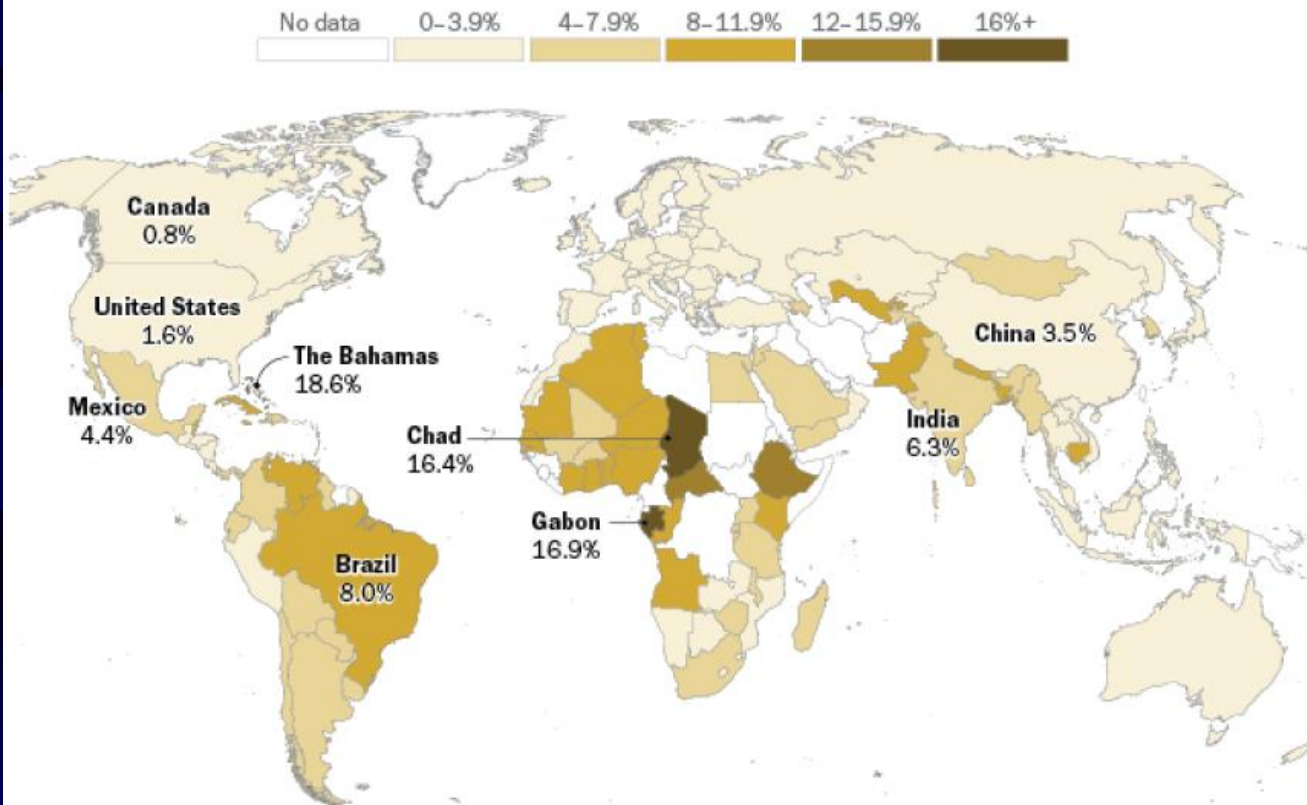 No data 0–3.9% 4–7.9% 8–11.9% 12–15.9% 16%+
Canada
0.8%
United States
1.6%
The Bahamas
18.6%
Mexico
4.4%
Chad
16.4%
Gabon
16.9%
Brazil
8.0%
China 3.5%
India
6.3%